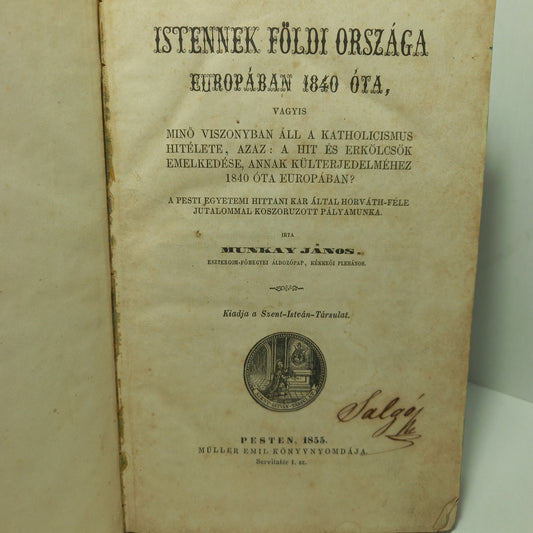 ISTENNEK FÖLDI ORSZÁGA
EUROPÁBAN 1840 ÓTA,
VAGYIS
MINŐ VISZONYBAN ÁLL A KATHOLICISMUS
HITÉLETE, AZAZ: A HIT ÉS ERKÖLCSÖK
EMELKEDÉSE, ANNAK KÜLTERJEDELMÉHEZ
1840 ÓTA EUROPÁBAN?
A PESTI EGYETEMI HITTANI KAR ÁLTAL HORVÁTH-FÉLE
JUTALOMMAL KOSZORUZOTT PÁLYAMUNKA.
IRTA
MUNKAY JÁNOS,
ESZTERGOM-FŐMEGYEI ÁLDOZÓPAP, KÉKKŐI PLEBÁNOS.
Kiadja a Szent-István-Társulat.
Salgó
PESTEN, 1855.
MÜLLER EMIL KÖNYVNYOMDÁJA.
Servitatér 1. sz.